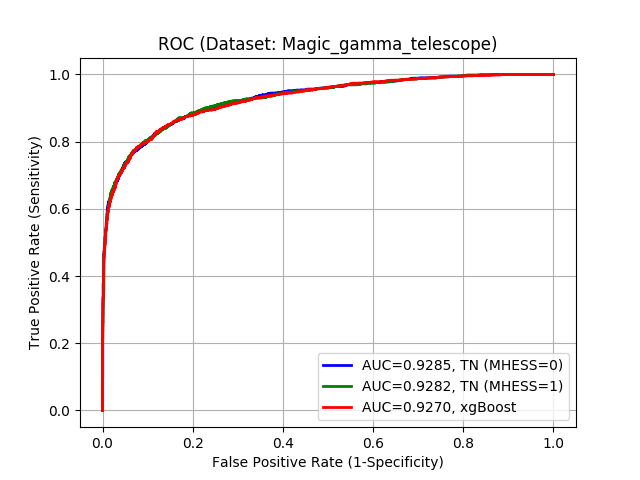 ROC (Dataset: Magic_gamma_telescope)
True Positive Rate (Sensitivity)
1.0
0.8
0.6
0.4
0.2
0.0
AUC=0.9285, TN (MHESS=0)
AUC=0.9282, TN (MHESS=1)
AUC=0.9270, xgBoost
0.0 0.2 0.4 0.6 0.8 1.0
False Positive Rate (1-Specificity)